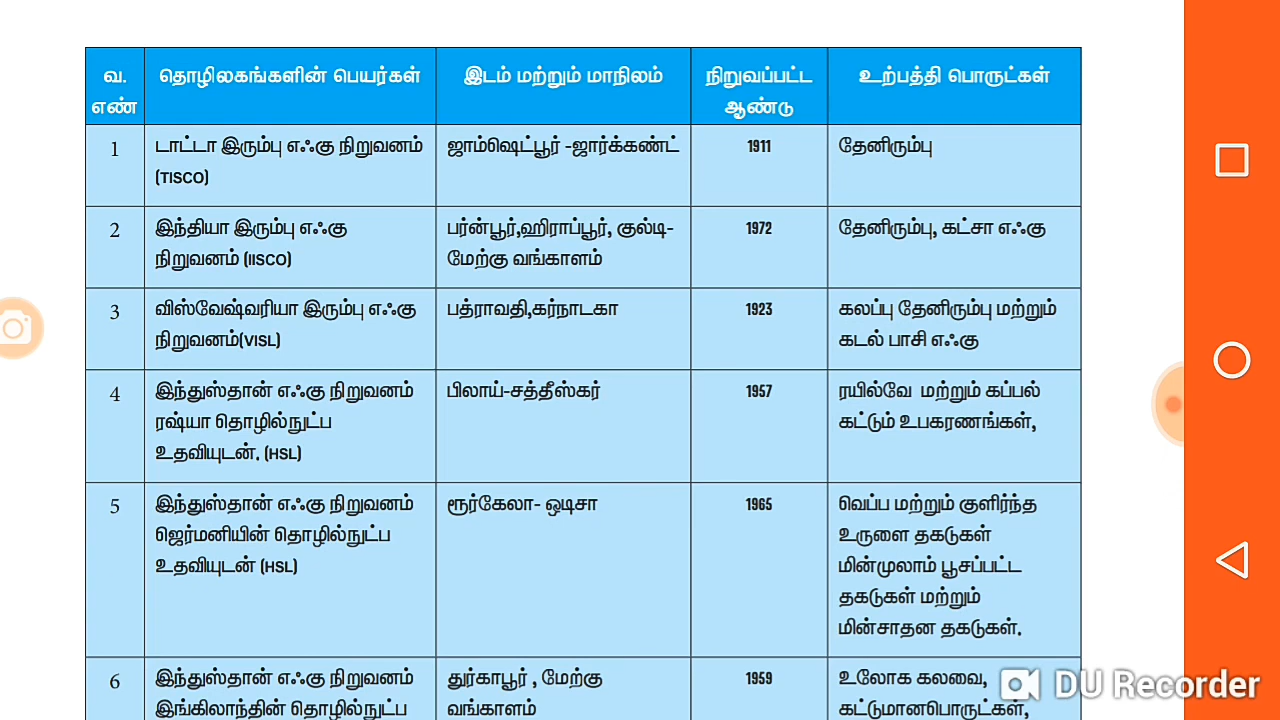 வ. எண் தொழிலகங்களின் பெயர்கள் இடம் மற்றும் மாநிலம் நிறுவப்பட்ட ஆண்டு உற்பத்தி பொருட்கள்
1 டாட்டா இரும்பு எஃகு நிறுவனம் ஜாம்ஷெட்பூர் -ஜார்க்கண்ட் 1911 தேனிரும்பு
(TISCO)
2 இந்தியா இரும்பு எஃகு பர்ன்பூர்,ஹிராப்பூர், குல்டி- 1972 தேனிரும்பு, கட்சா எஃகு
நிறுவனம் (IISCO) மேற்கு வங்காளம்
3 விஸ்வேஷ்வரியா இரும்பு எஃகு பத்ராவதி,கர்நாடகா 1923 கலப்பு தேனிரும்பு மற்றும்
நிறுவனம்(VISL) கடல் பாசி எஃகு
4 இந்துஸ்தான் எஃகு நிறுவனம் பிலாய்-சத்தீஸ்கர் 1957 ரயில்வே மற்றும் கப்பல்
ரஷ்யா தொழில்நுட்ப கட்டும் உபகரணங்கள்,
உதவியுடன். (HSL)
5 இந்துஸ்தான் எஃகு நிறுவனம் ரூர்கேலா- ஒடிசா 1965 வெப்ப மற்றும் குளிர்ந்த
ஜெர்மனியின் தொழில்நுட்ப உருளை தகடுகள்
உதவியுடன் (HSL) மின்முலாம் பூசப்பட்ட
தகடுகள் மற்றும்
மின்சாதன தகடுகள்.
6 இந்துஸ்தான் எஃகு நிறுவனம் துர்காபூர் , மேற்கு 1959 உலோக கலவை,
இங்கிலாந்தின் தொழில்நுட்ப வங்காளம் கட்டுமானபொருட்கள்,
DU Recorder